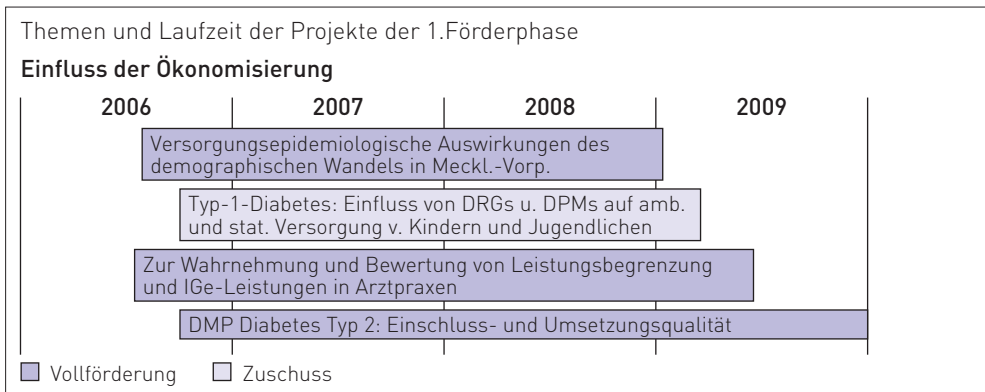 Themen und Laufzeit der Projekte der 1.Förderphase
Einfluss der Ökonomisierung
2006 2007 2008 2009
Versorgungsepidemiologische Auswirkungen des
demographischen Wandels in Meckl.-Vorp.
Typ-1-Diabetes: Einfluss von DRGs u. DPMs auf amb.
und stat. Versorgung v. Kindern und Jugendlichen
Zur Wahrnehmung und Bewertung von Leistungsbegrenzung
und IGe-Leistungen in Arztpraxen
DMP Diabetes Typ 2: Einschluss- und Umsetzungsqualität
Vollförderung Zuschuss